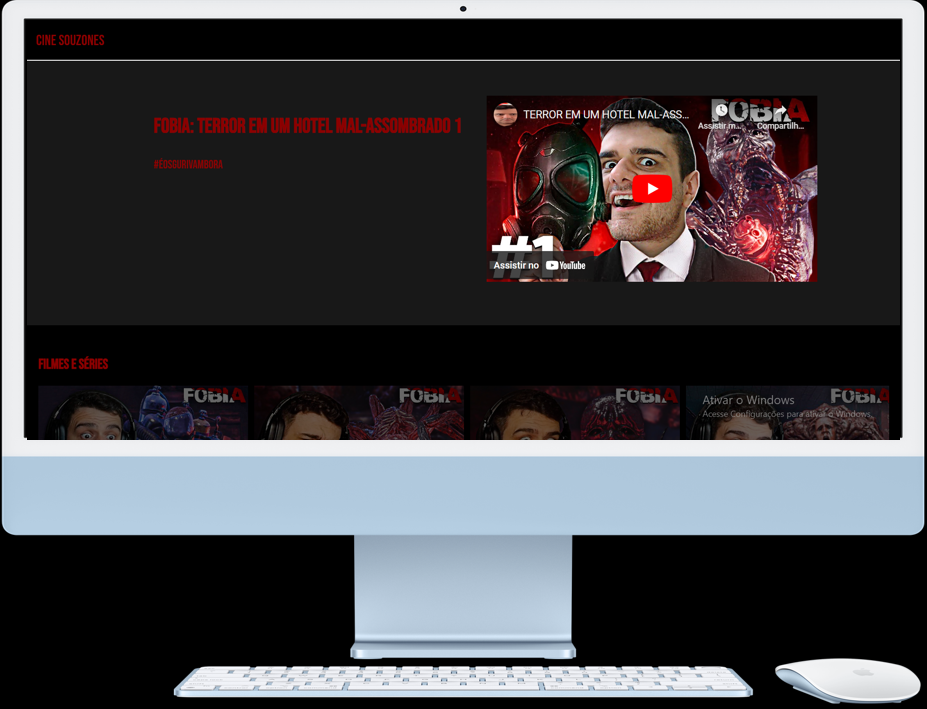 CINE SOUZONES
FOBIA: TERROR EM UM HOTEL MAL-ASSOMBRADO 1
#ÉOSGURIVAMBORA
TERROR EM UM HOTEL MAL-ASS...
FOBIA
Assistir m...
Compartilh...
#1
Assistir no YouTube
FILMES E SÉRIES
FOBIA
FOBIA
FOBIA
FOBIA
Ativar o Windows
Acesse Configurações para ativar o Windows.